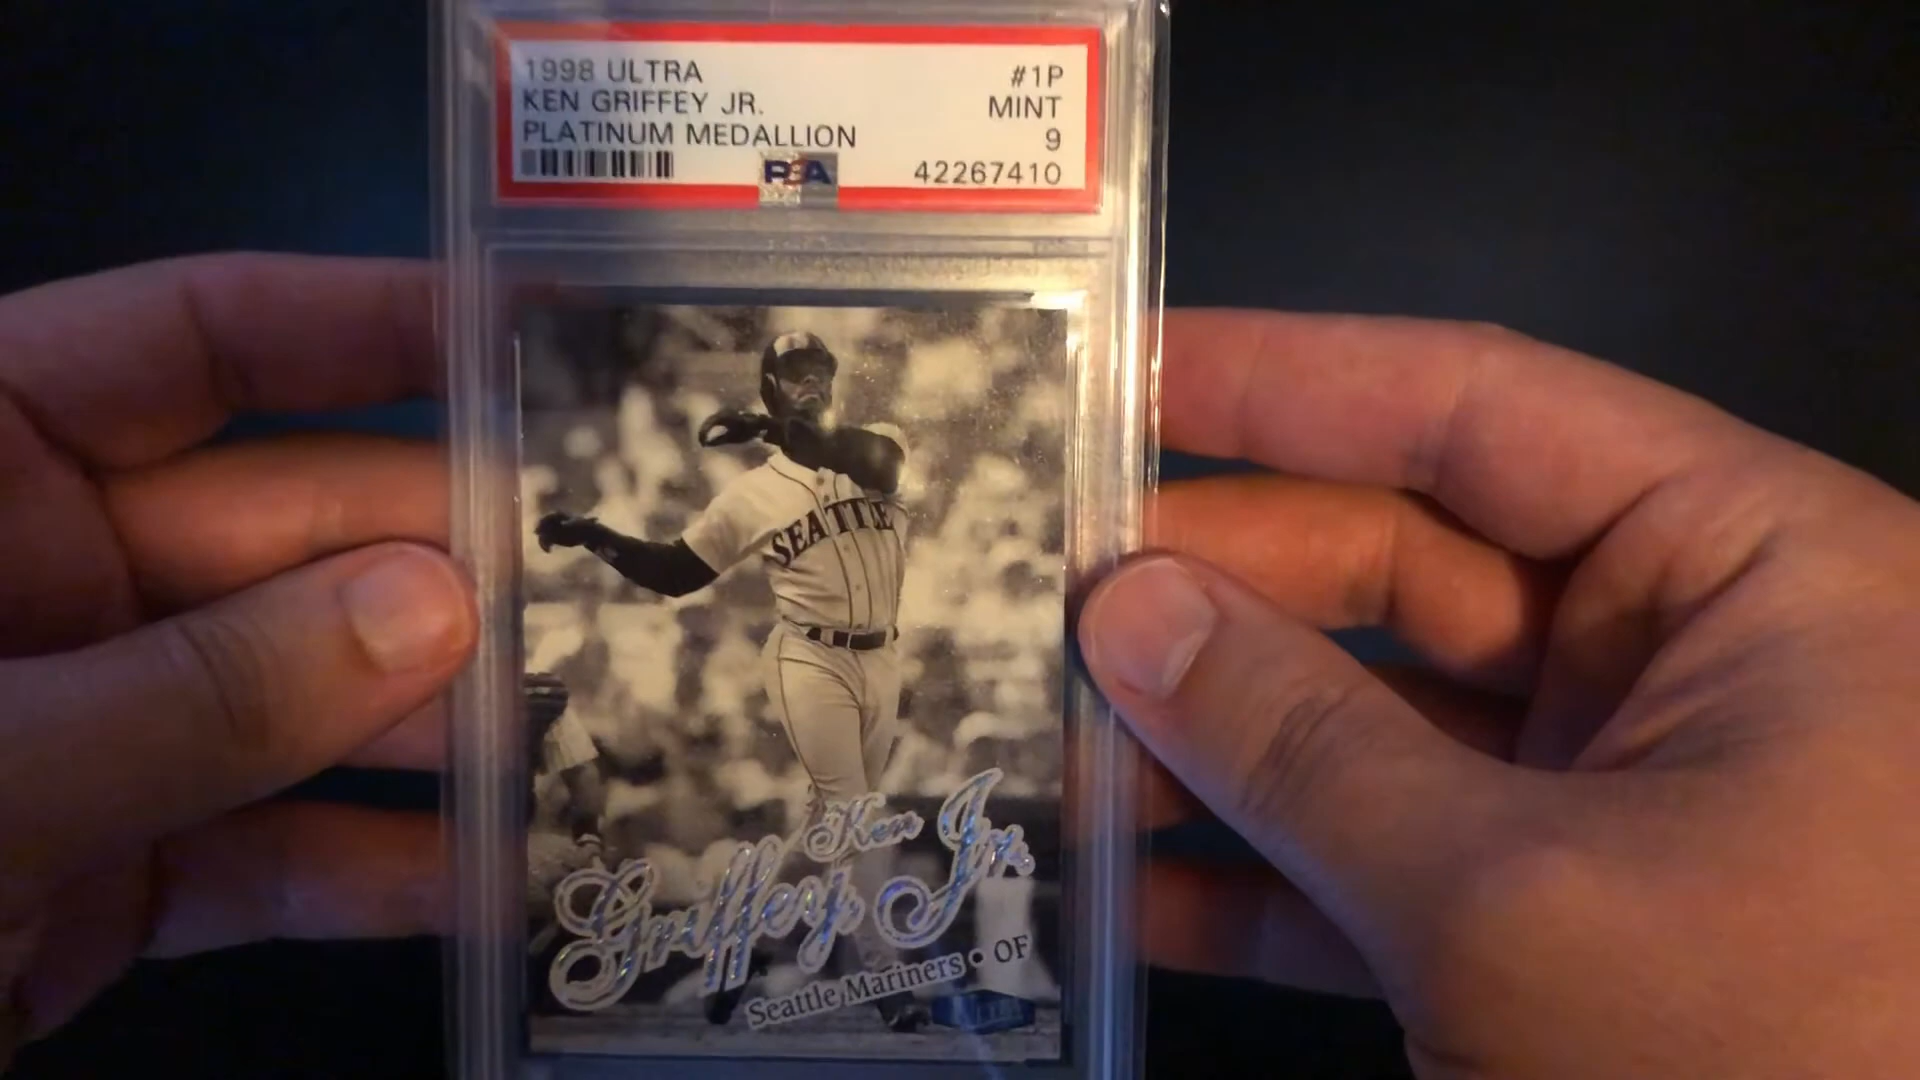 1998 ULTRA #1P
KEN GRIFFEY JR. MINT
PLATINUM MEDALLION 9
PSA 42267410
SEATTLE
Ken
Griffey Jr.
Seattle Mariners • OF